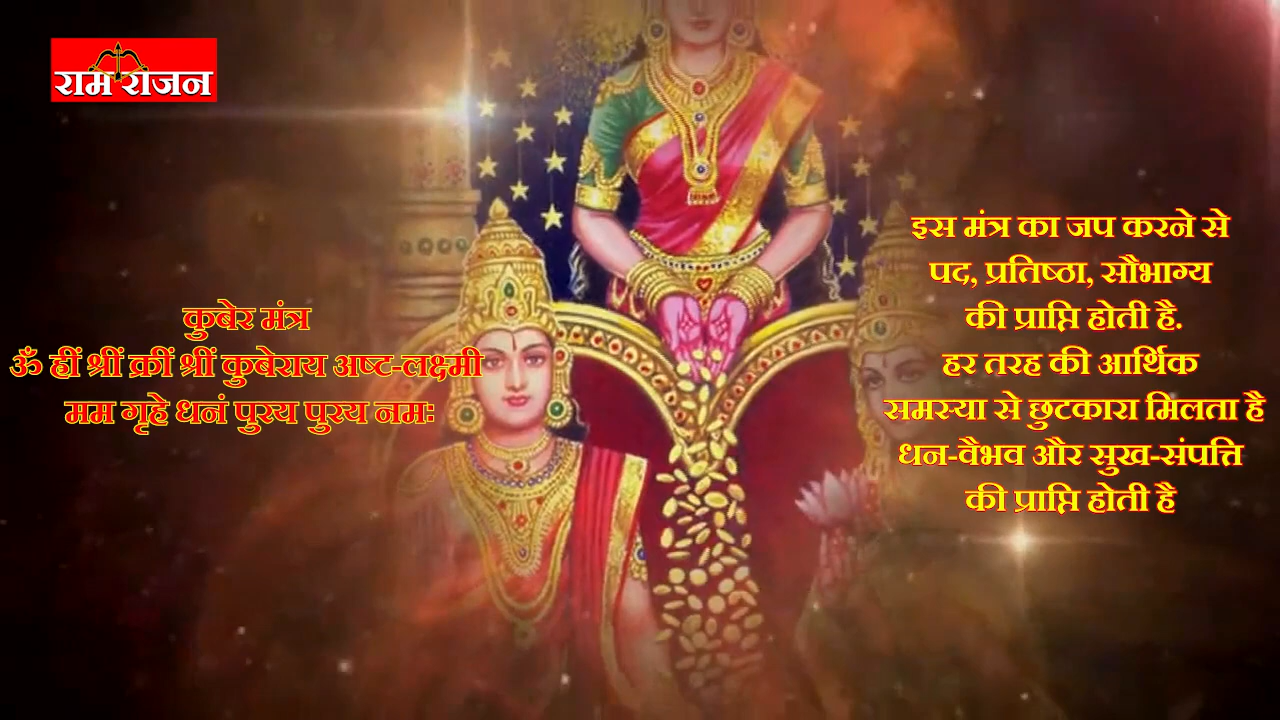 राम राजन
कुबेर मंत्र
ॐ हीं श्रीं क्रीं श्रीं कुबेराय अष्ट-लक्ष्मी
मम गृहे धनं पुरय पुरय नमः
इस मंत्र का जप करने से
पद, प्रतिष्ठा, सौभाग्य
की प्राप्ति होती है.
हर तरह की आर्थिक
समस्या से छुटकारा मिलता है
धन-वैभव और सुख-संपत्ति
की प्राप्ति होती है